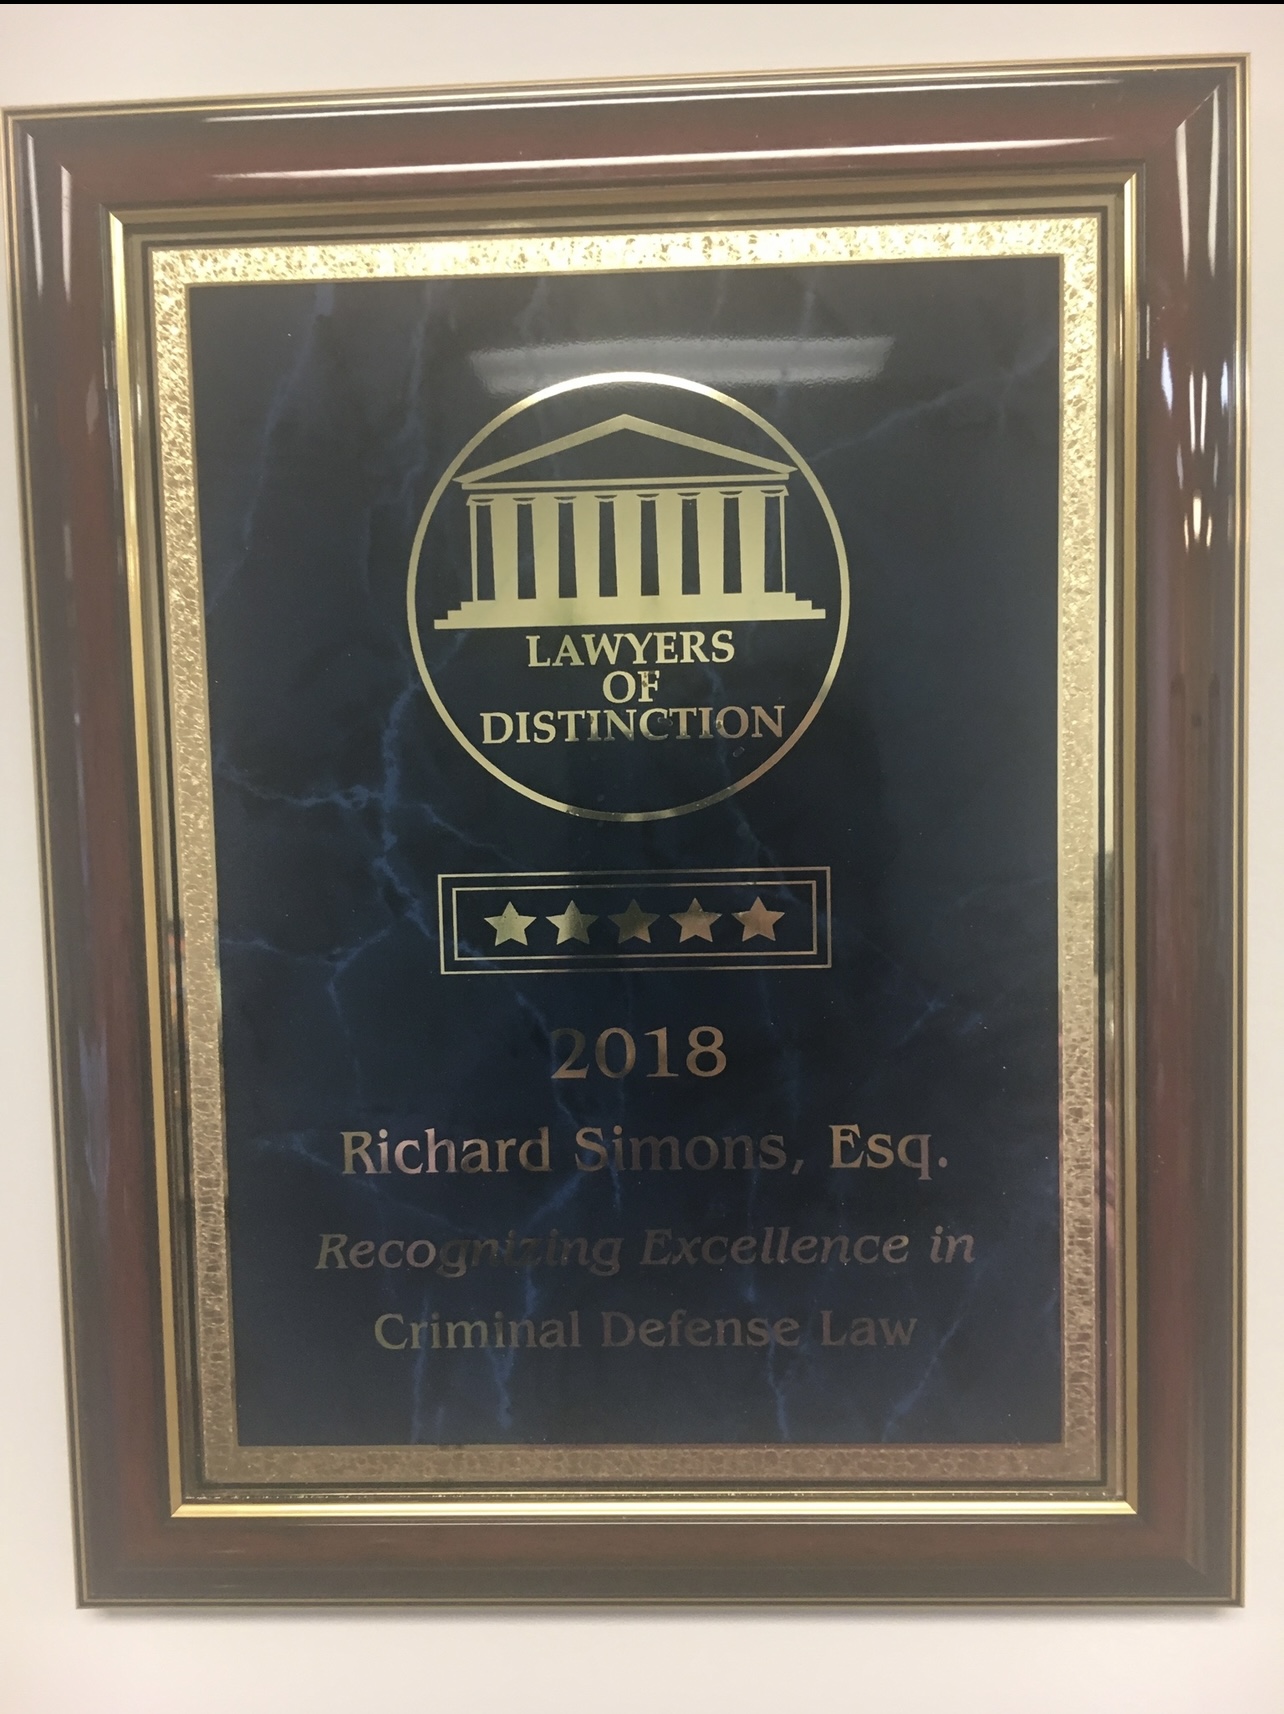 LAWYERS
OF
DISTINCTION
2018
Richard Simons, Esq.
Recognizing Excellence in
Criminal Defense Law